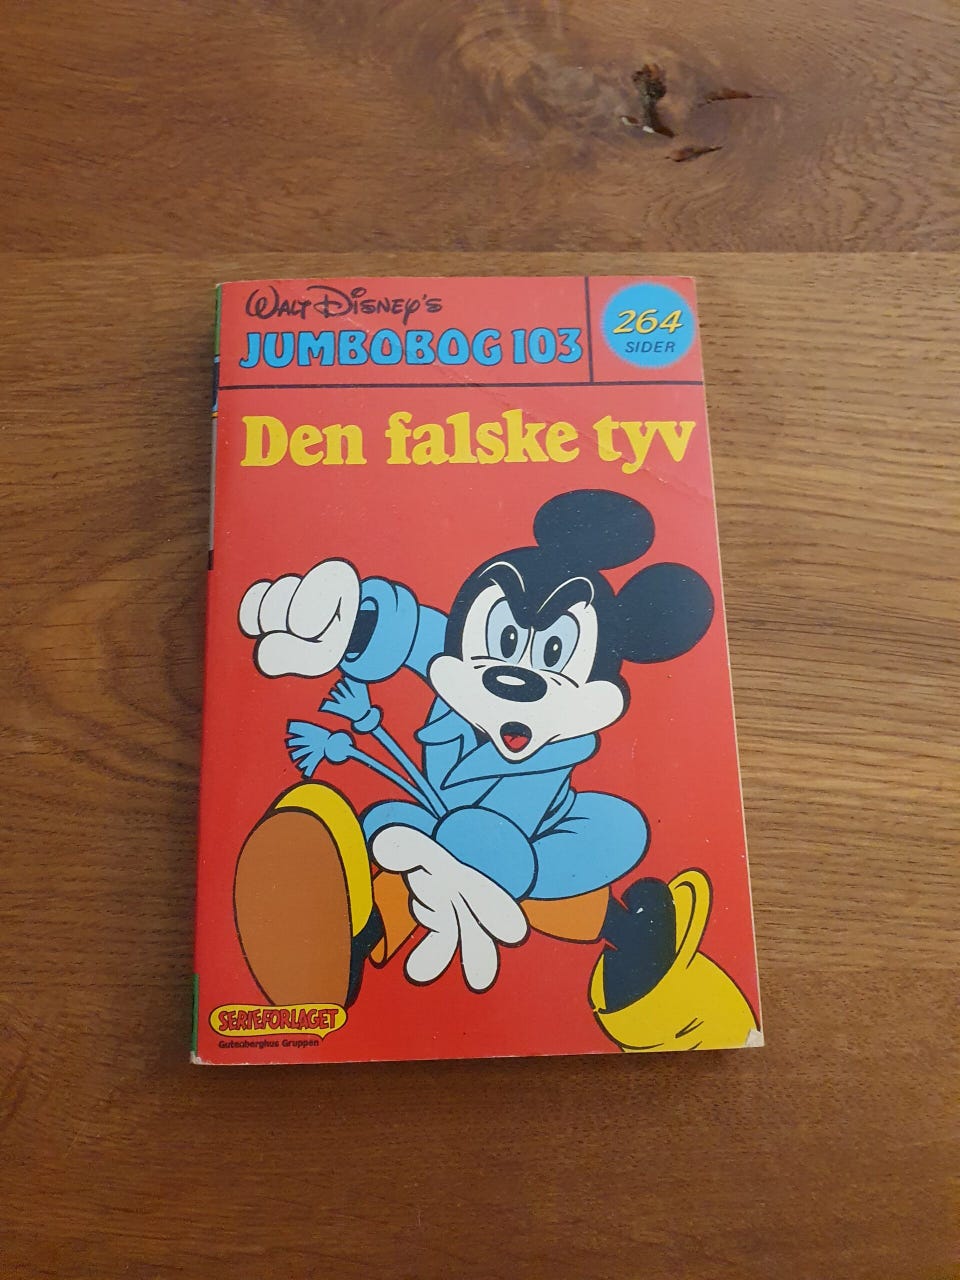 WALT DISNEY'S
JUMBOBOG 103
264
SIDER
Den falske tyv
SERIEFORLAGET
Gutenberghus Gruppen